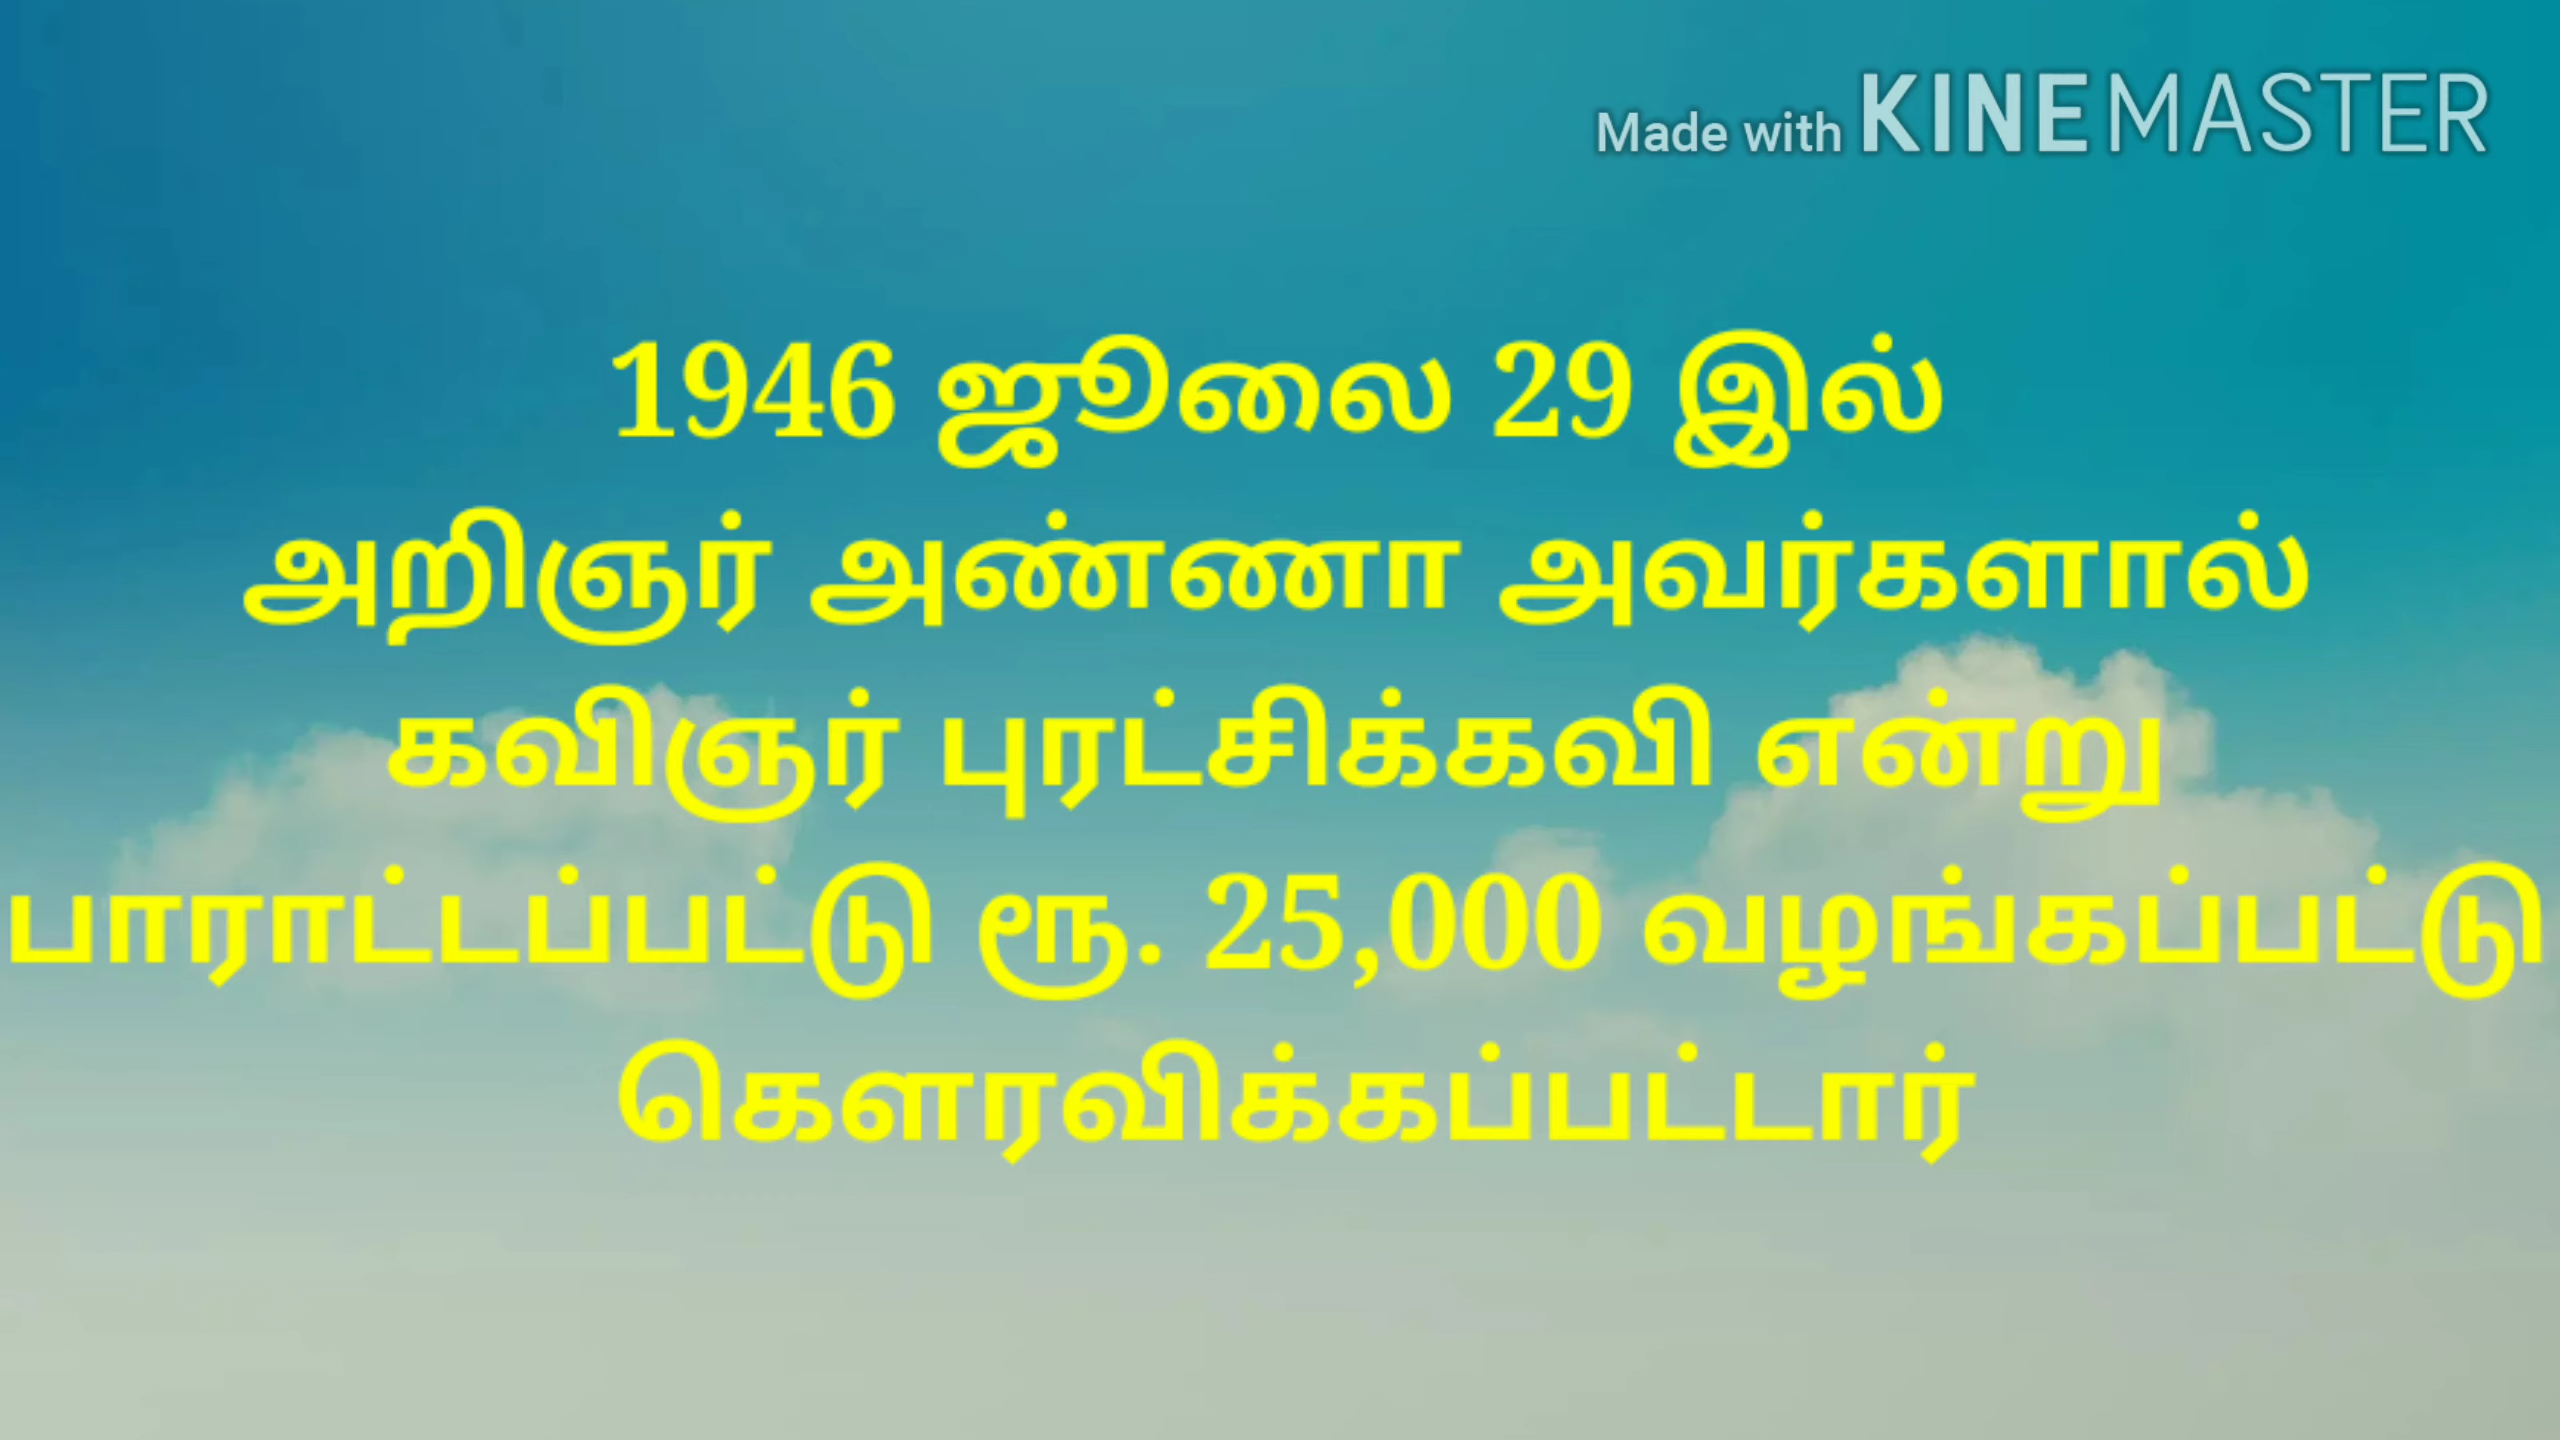 Made with KINEMASTER
1946 ஜூலை 29 இல்
அறிஞர் அண்ணா அவர்களால்
கவிஞர் புரட்சிக்கவி என்று
பாராட்டப்பட்டு ரூ. 25,000 வழங்கப்பட்டு
கௌரவிக்கப்பட்டார்